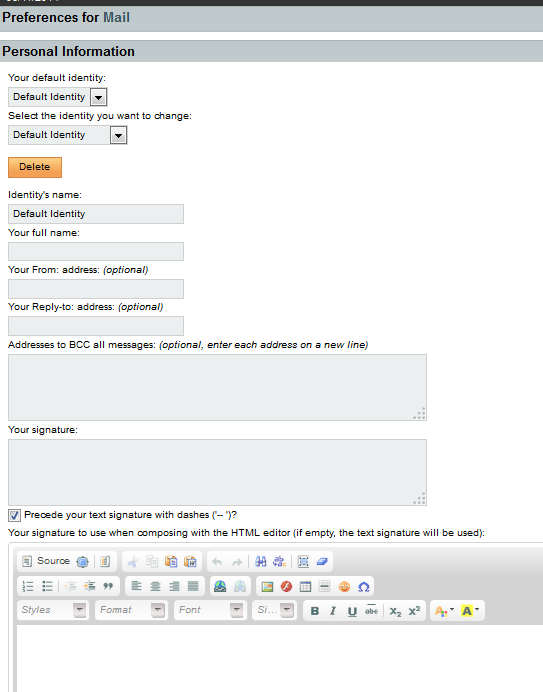 Preferences for Mail
Personal Information
Your default identity:
Default Identity
Select the identity you want to change:
Default Identity
Delete
Identity's name:
Default Identity
Your full name:
Your From: address: (optional)
Your Reply-to: address: (optional)
Addresses to BCC all messages: (optional, enter each address on a new line)
Your signature:
Precede your text signature with dashes ('-- ')?
Your signature to use when composing with the HTML editor (if empty, the text signature will be used):
Source
Styles Format Font Si... B I U abc X2 X2 A A